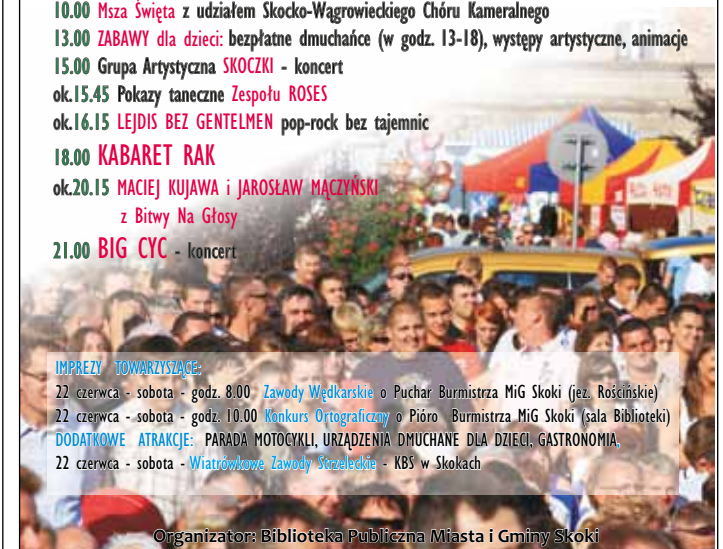 10.00 Msza Święta z udziałem Skocko-Wągrowieckiego Chóru Kameralnego
13.00 ZABAWY dla dzieci: bezpłatne dmuchańce (w godz. 13-18), występy artystyczne, animacje
15.00 Grupa Artystyczna SKOCZKI - koncert
ok.15.45 Pokazy taneczne Zespołu ROSES
ok.16.15 LEJDIS BEZ GENTELMEN pop-rock bez tajemnic
18.00 KABARET RAK
ok.20.15 MACIEJ KUJAWA i JAROSŁAW MĄCZYŃSKI
z Bitwy Na Głosy
21.00 BIG CYC - koncert
IMPREZY TOWARZYSZĄCE:
22 czerwca - sobota - godz. 8.00 Zawody Wędkarskie o Puchar Burmistrza MiG Skoki (jez. Rościńskie)
22 czerwca - sobota - godz. 10.00 Konkurs Ortograficzny o Pióro Burmistrza MiG Skoki (sala Biblioteki)
DODATKOWE ATRAKCJE: PARADA MOTOCYKLI, URZĄDZENIA DMUCHANE DLA DZIECI, GASTRONOMIA,
22 czerwca - sobota - Wiatrówkowe Zawody Strzeleckie - KBS w Skokach
Organizator: Biblioteka Publiczna Miasta i Gminy Skoki